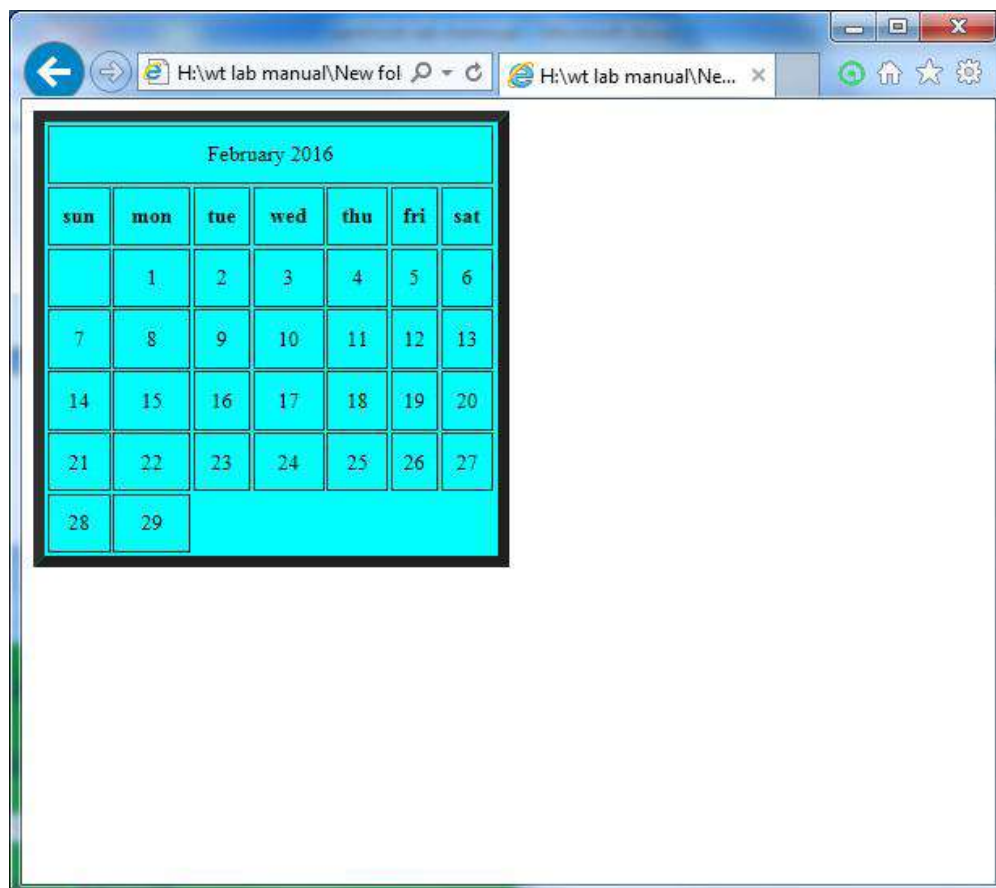 H:\wt lab manual\New fol
H:\wt lab manual\Ne...
February 2016
sun mon tue wed thu fri sat
1 2 3 4 5 6
7 8 9 10 11 12 13
14 15 16 17 18 19 20
21 22 23 24 25 26 27
28 29